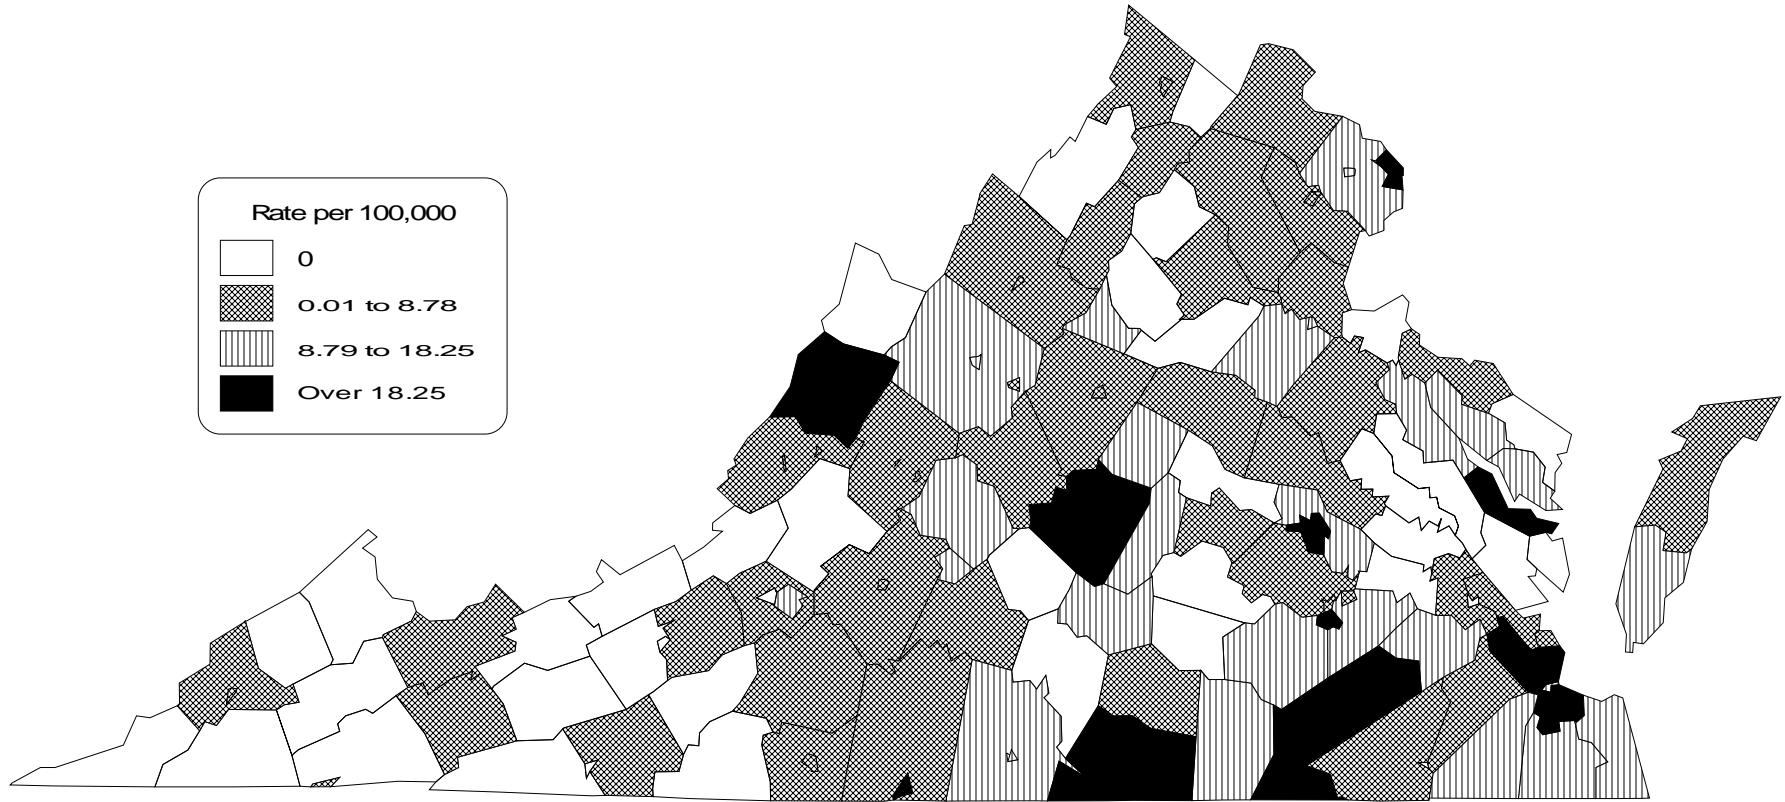 Rate per 100,000
0
0.01 to 8.78
8.79 to 18.25
Over 18.25